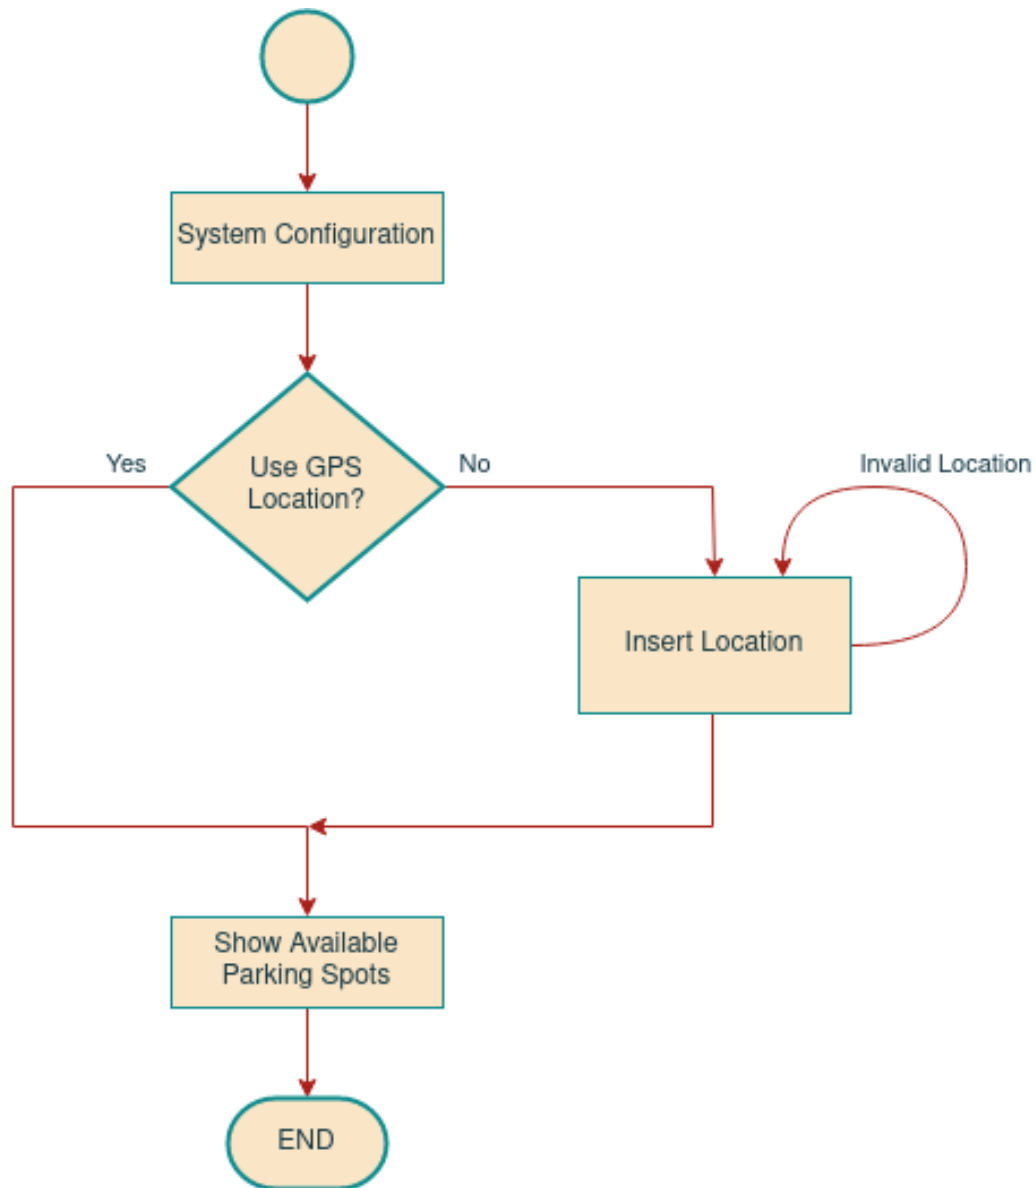 System Configuration
Use GPS
Location?
Yes
No
Invalid Location
Insert Location
Show Available
Parking Spots
END